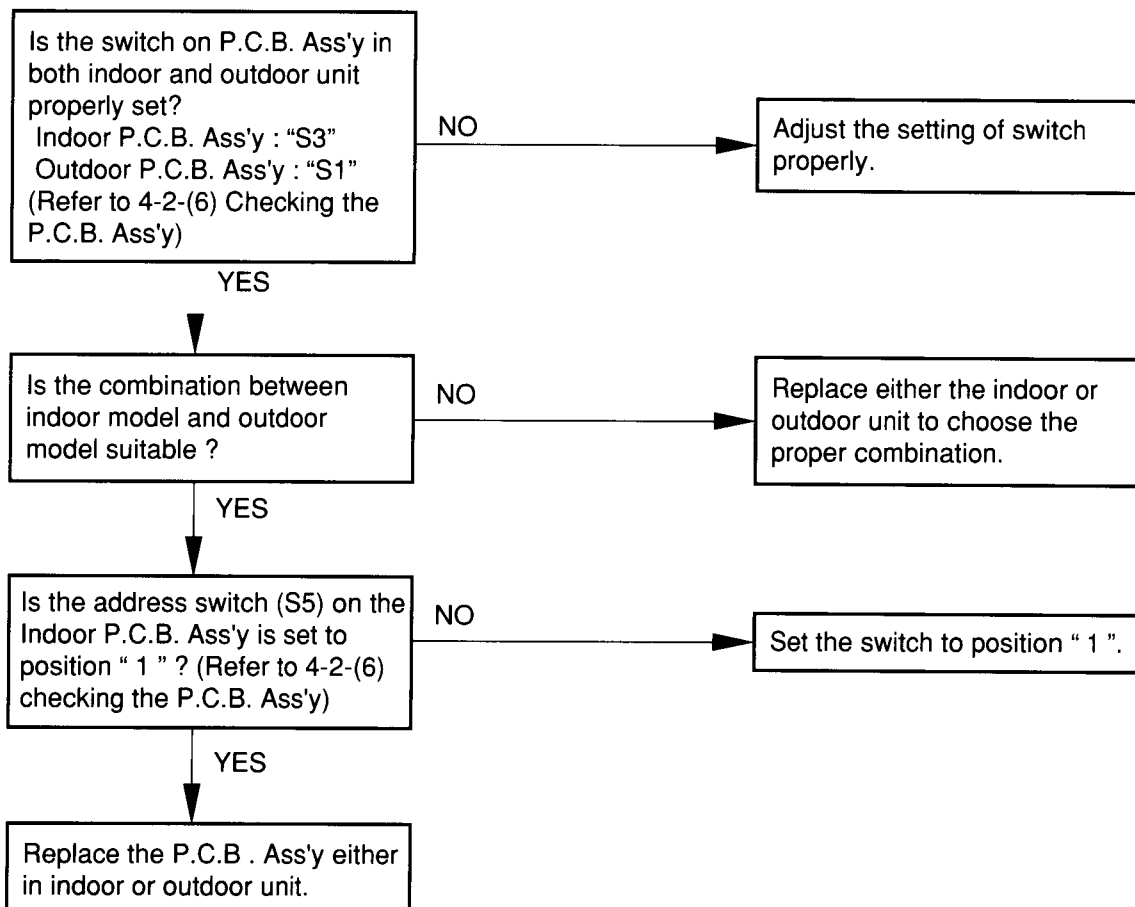 Is the switch on P.C.B. Ass'y in
both indoor and outdoor unit
properly set?
Indoor P.C.B. Ass'y : “S3”
Outdoor P.C.B. Ass'y : “S1”
(Refer to 4-2-(6) Checking the
P.C.B. Ass'y)
NO
Adjust the setting of switch
properly.
YES
Is the combination between
indoor model and outdoor
model suitable ?
NO
Replace either the indoor or
outdoor unit to choose the
proper combination.
YES
Is the address switch (S5) on the
Indoor P.C.B. Ass'y is set to
position “ 1 ” ? (Refer to 4-2-(6)
checking the P.C.B. Ass'y)
NO
Set the switch to position “ 1 ”.
YES
Replace the P.C.B . Ass'y either
in indoor or outdoor unit.